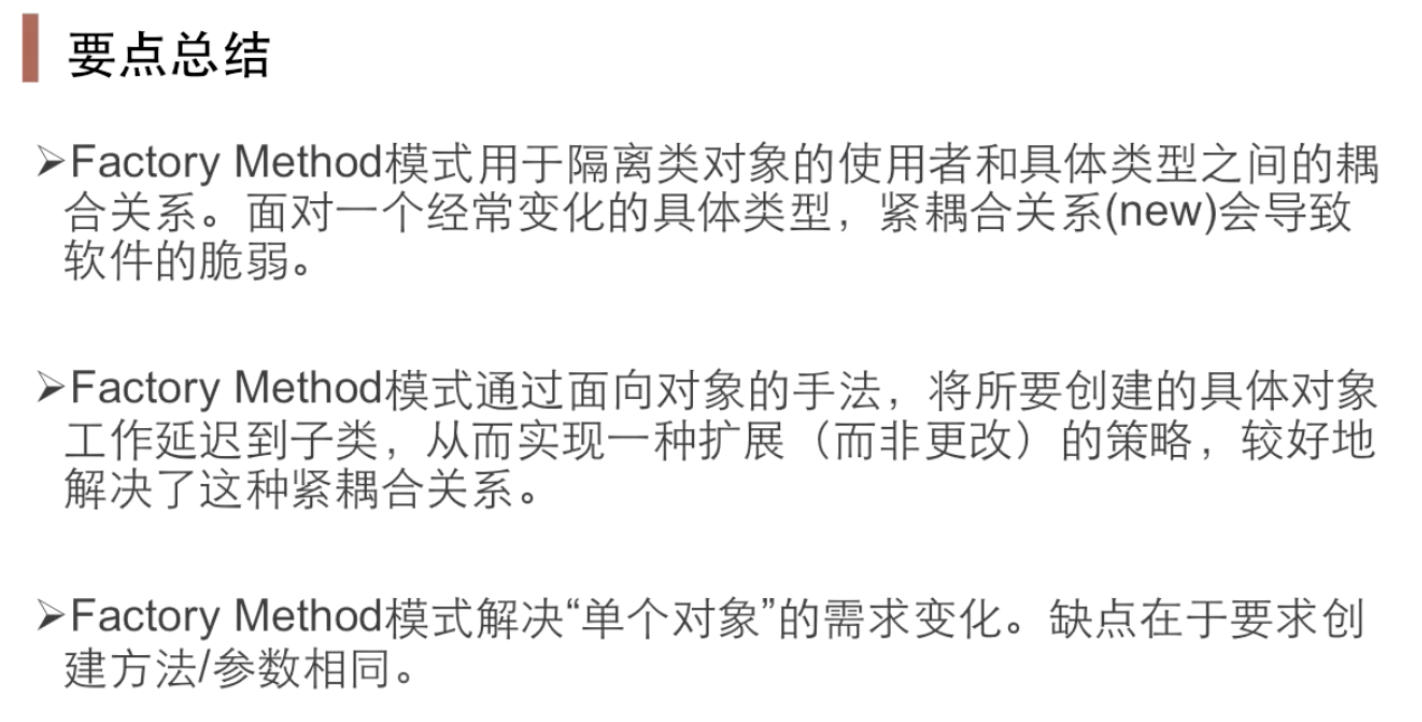 要点总结
➢Factory Method模式用于隔离类对象的使用者和具体类型之间的耦
合关系。面对一个经常变化的具体类型，紧耦合关系(new)会导致
软件的脆弱。
➢Factory Method模式通过面向对象的手法，将所要创建的具体对象
工作延迟到子类，从而实现一种扩展（而非更改）的策略，较好地
解决了这种紧耦合关系。
➢Factory Method模式解决“单个对象”的需求变化。缺点在于要求创
建方法/参数相同。